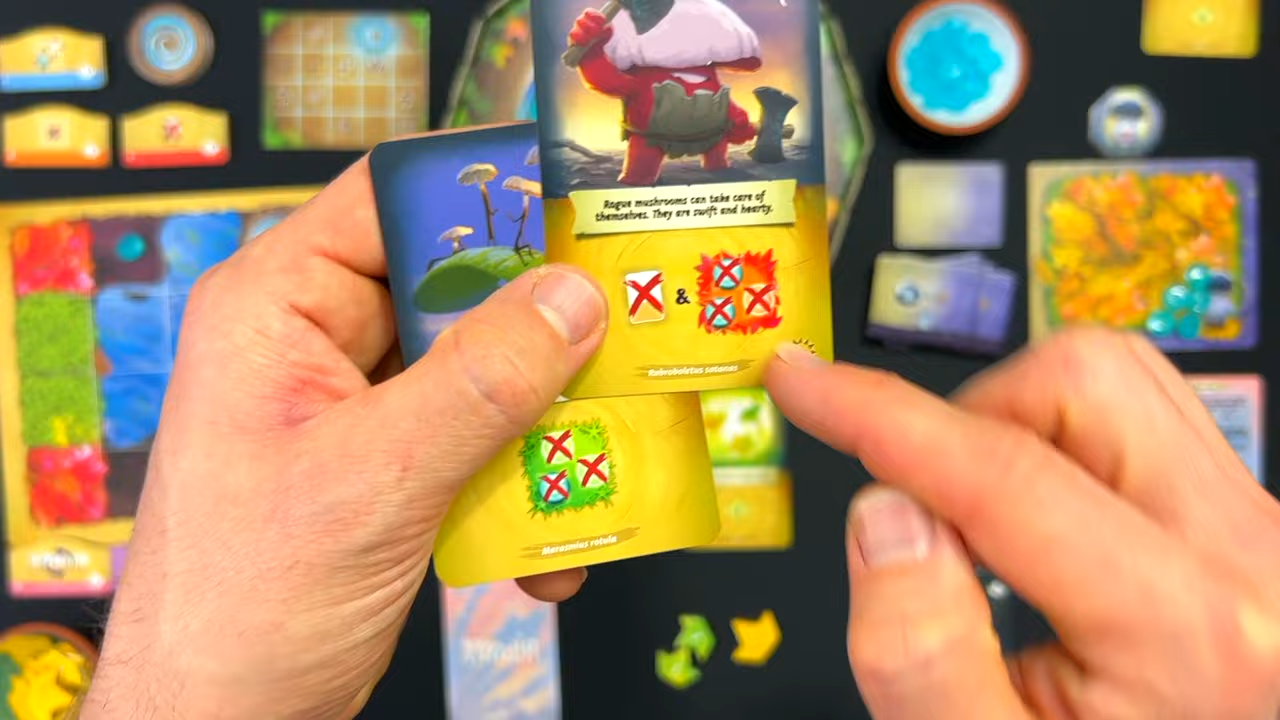 Rogue mushrooms can take care of
themselves. They are swift and hearty.
&
Rubroboletus satanas
Marasmius rotula